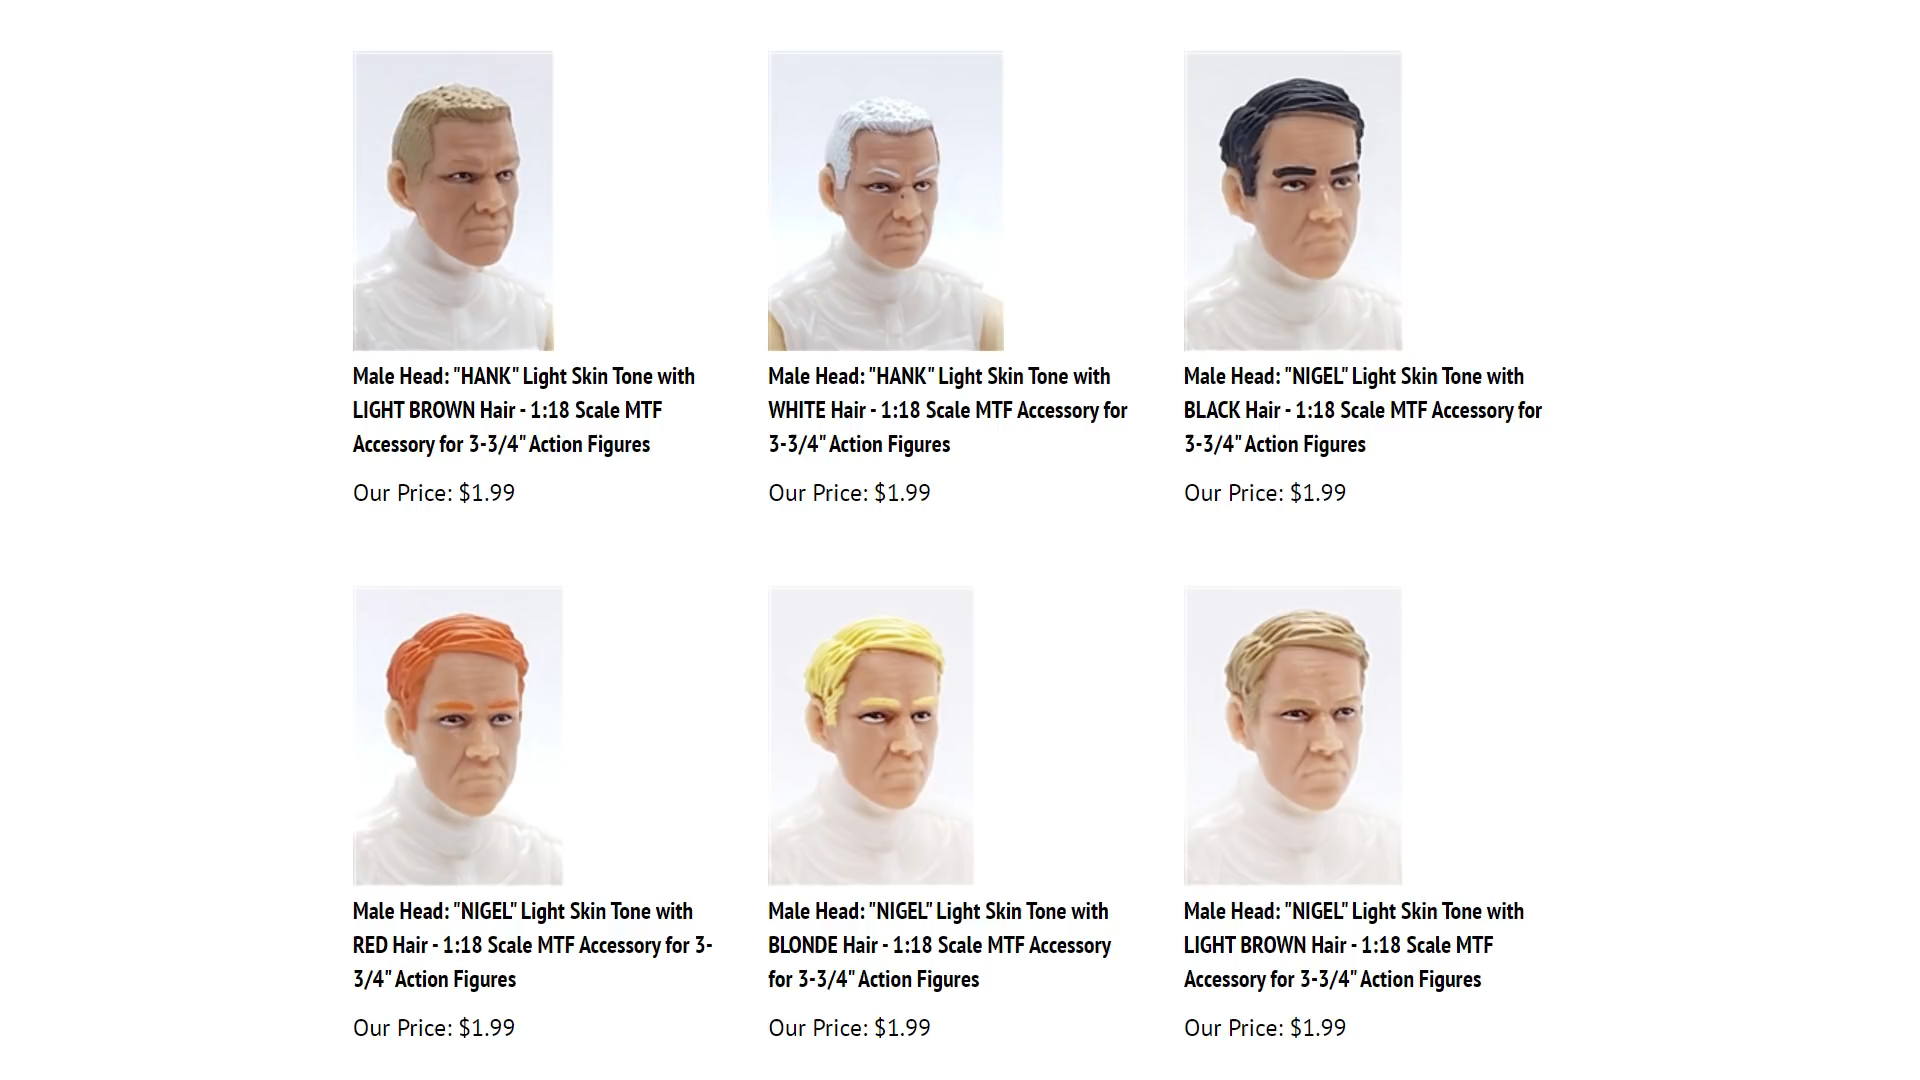 Male Head: "HANK" Light Skin Tone with
LIGHT BROWN Hair - 1:18 Scale MTF
Accessory for 3-3/4" Action Figures
Our Price: $1.99
Male Head: "HANK" Light Skin Tone with
WHITE Hair - 1:18 Scale MTF Accessory for
3-3/4" Action Figures
Our Price: $1.99
Male Head: "NIGEL" Light Skin Tone with
BLACK Hair - 1:18 Scale MTF Accessory for
3-3/4" Action Figures
Our Price: $1.99
Male Head: "NIGEL" Light Skin Tone with
RED Hair - 1:18 Scale MTF Accessory for 3-
3/4" Action Figures
Our Price: $1.99
Male Head: "NIGEL" Light Skin Tone with
BLONDE Hair - 1:18 Scale MTF Accessory
for 3-3/4" Action Figures
Our Price: $1.99
Male Head: "NIGEL" Light Skin Tone with
LIGHT BROWN Hair - 1:18 Scale MTF
Accessory for 3-3/4" Action Figures
Our Price: $1.99